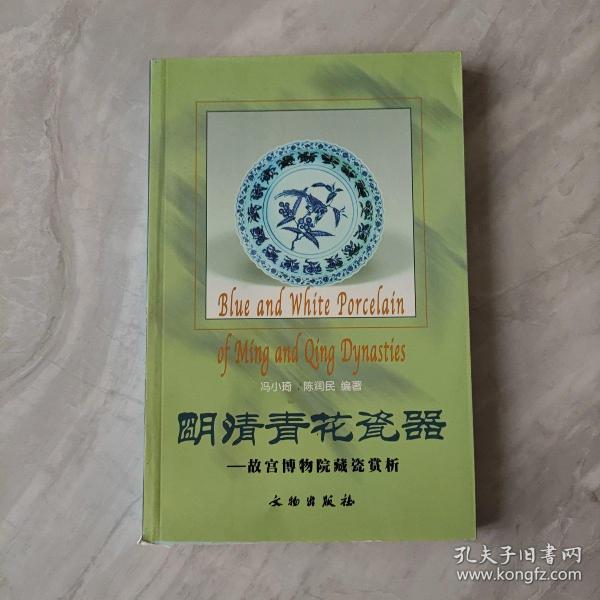 Blue and White Porcelain
of Ming and Qing Dynasties
冯小琦 陈润民 编著
明清青花瓷器
—故宫博物院藏瓷赏析
文物出版社
孔夫子旧书网
www.kongfz.com